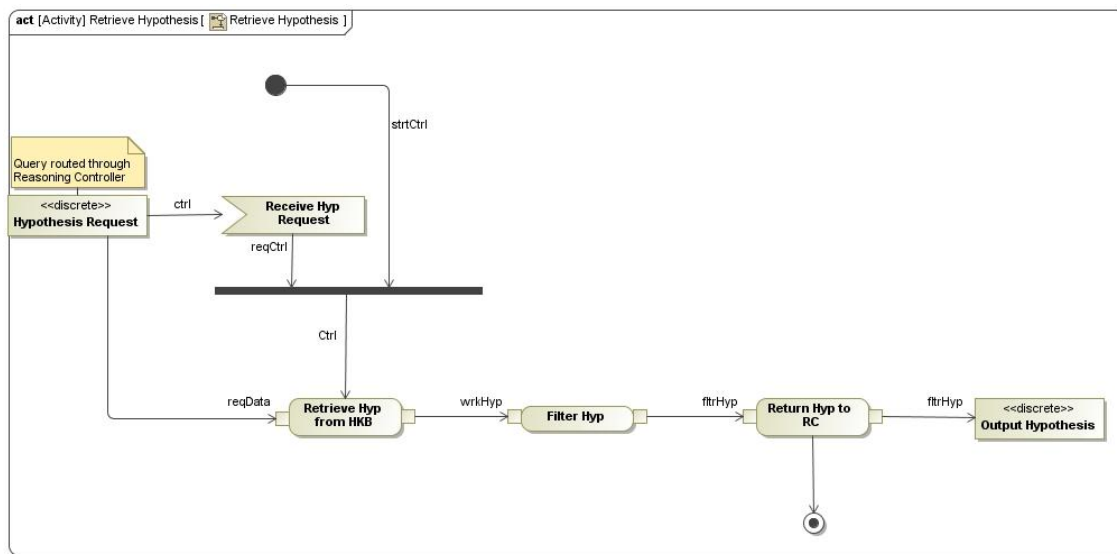 act [Activity] Retrieve Hypothesis [ Retrieve Hypothesis ]
strtCtrl
Query routed through
Reasoning Controller
<<discrete>>
Hypothesis Request
ctrl
Receive Hyp
Request
reqCtrl
Ctrl
reqData
Retrieve Hyp
from HKB
wrkHyp
Filter Hyp
fltrHyp
Return Hyp to
RC
fltrHyp
<<discrete>>
Output Hypothesis